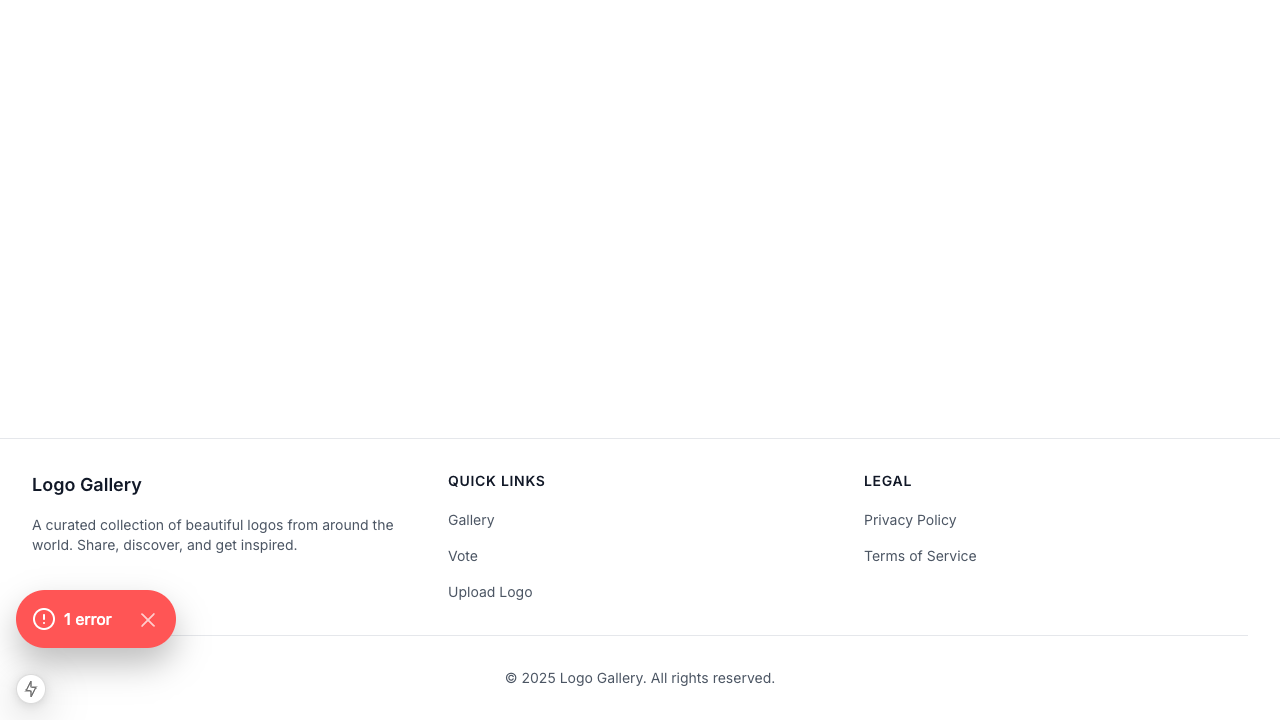 Logo Gallery
A curated collection of beautiful logos from around the
world. Share, discover, and get inspired.
QUICK LINKS
Gallery
Vote
Upload Logo
LEGAL
Privacy Policy
Terms of Service
1 error
© 2025 Logo Gallery. All rights reserved.